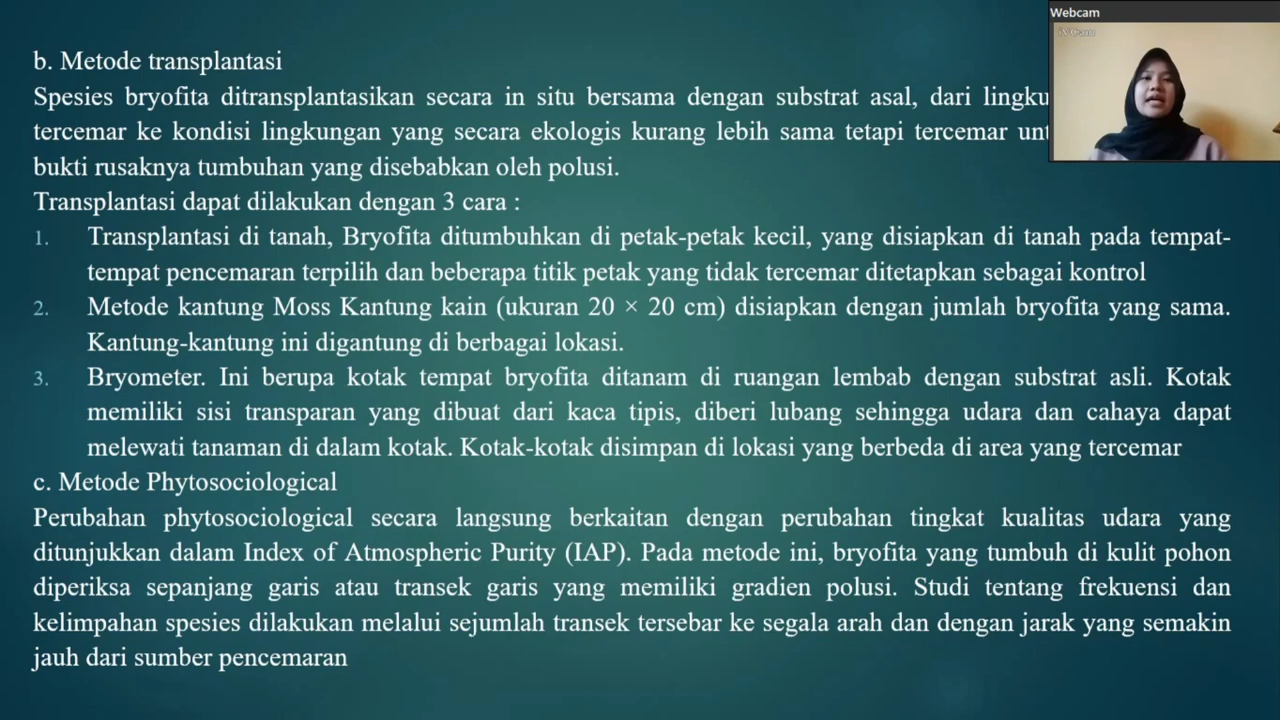 Webcam
iVCam
b. Metode transplantasi
Spesies bryofita ditransplantasikan secara in situ bersama dengan substrat asal, dari
tercemar ke kondisi lingkungan yang secara ekologis kurang lebih sama tetapi tercemar
bukti rusaknya tumbuhan yang disebabkan oleh polusi.
Transplantasi dapat dilakukan dengan 3 cara :
1. Transplantasi di tanah, Bryofita ditumbuhkan di petak-petak kecil, yang disiapkan di tanah pada tempat-
tempat pencemaran terpilih dan beberapa titik petak yang tidak tercemar ditetapkan sebagai kontrol
2. Metode kantung Moss Kantung kain (ukuran 20 × 20 cm) disiapkan dengan jumlah bryofita yang sama.
Kantung-kantung ini digantung di berbagai lokasi.
3. Bryometer. Ini berupa kotak tempat bryofita ditanam di ruangan lembab dengan substrat asli. Kotak
memiliki sisi transparan yang dibuat dari kaca tipis, diberi lubang sehingga udara dan cahaya dapat
melewati tanaman di dalam kotak. Kotak-kotak disimpan di lokasi yang berbeda di area yang tercemar
c. Metode Phytosociological
Perubahan phytosociological secara langsung berkaitan dengan perubahan tingkat kualitas udara yang
ditunjukkan dalam Index of Atmospheric Purity (IAP). Pada metode ini, bryofita yang tumbuh di kulit pohon
diperiksa sepanjang garis atau transek garis yang memiliki gradien polusi. Studi tentang frekuensi dan
kelimpahan spesies dilakukan melalui sejumlah transek tersebar ke segala arah dan dengan jarak yang semakin
jauh dari sumber pencemaran